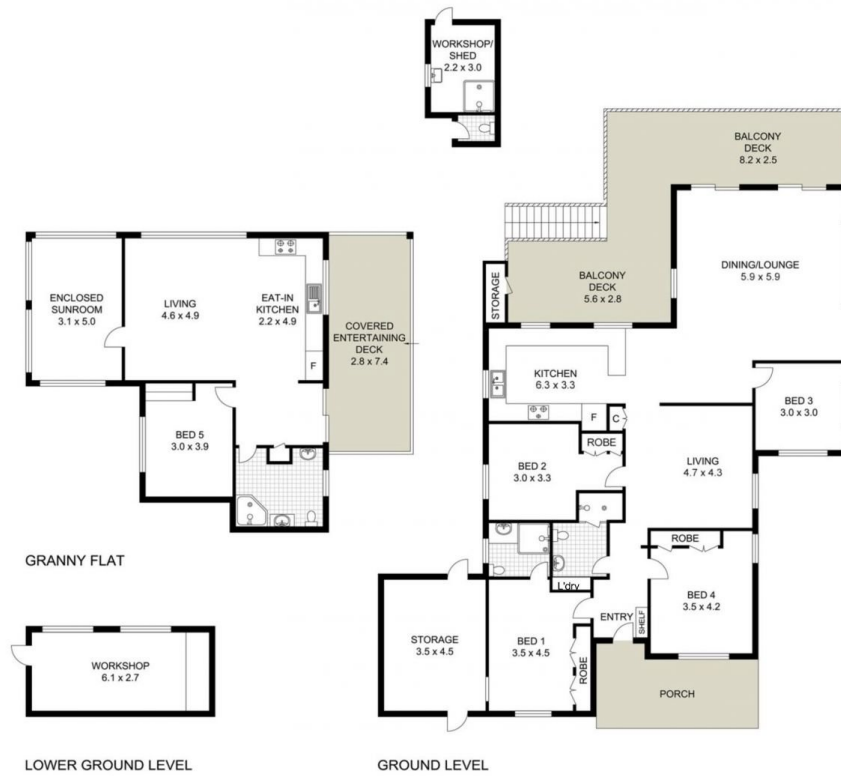 WORKSHOP/
SHED
2.2 x 3.0
BALCONY
DECK
8.2 x 2.5
ENCLOSED
SUNROOM
3.1 x 5.0
LIVING
4.6 x 4.9
EAT-IN
KITCHEN
2.2 x 4.9
F
COVERED
ENTERTAINING
DECK
2.8 x 7.4
BED 5
3.0 x 3.9
GRANNY FLAT
STORAGE
BALCONY
DECK
5.6 x 2.8
DINING/LOUNGE
5.9 x 5.9
KITCHEN
6.3 x 3.3
F
C
BED 3
3.0 x 3.0
ROBE
BED 2
3.0 x 3.3
LIVING
4.7 x 4.3
ROBE
L'dry
BED 4
3.5 x 4.2
STORAGE
3.5 x 4.5
BED 1
3.5 x 4.5
ROBE
ENTRY
SHELF
PORCH
WORKSHOP
6.1 x 2.7
LOWER GROUND LEVEL
GROUND LEVEL